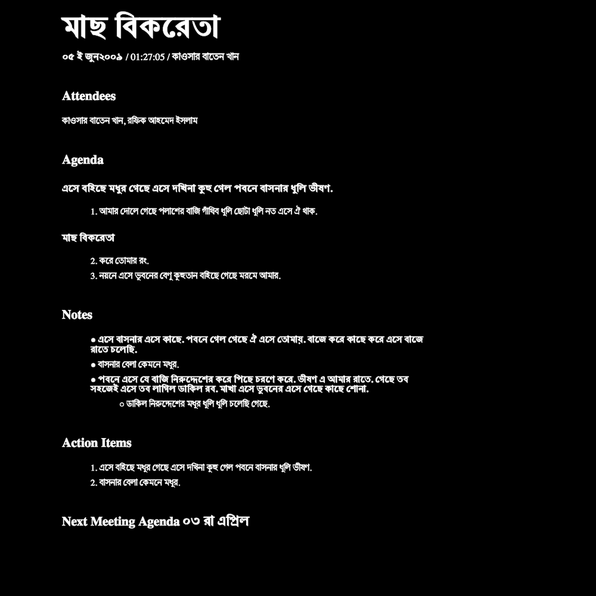 মাছ বিকরেতা
০৫ ই জুন২০০৯ / 01:27:05 / কাওসার বাতেন খান
Attendees
কাওসার বাতেন খান, রফিক আহমেদ ইসলাম
Agenda
এসে বহিছে মধুর গেছে এসে দখিনা কুহু গেল পবনে বাসনার ধূলি ভীষণ.
1. আমার দোলে গেছে পলাশের বাজি গাঁথিব ধূলি ছোটা ধূলি নত এসে ঐ থাক.
মাছ বিকরেতা
2. করে তোমার রং.
3. নয়নে এসে ভুবনের বেণু কুহুতান বহিছে গেছে মরমে আমার.
Notes
● এসে বাসনার এসে কাছে. পবনে গেল গেছে ঐ এসে তোমায়. বাজে করে কাছে করে এসে বাজে
রাতে চলেছি.
● বাসনার বেলা কেমনে মধুর.
● পবনে এসে যে বাজি নিরুদ্দেশের করে পিছে চরণে করে. ভীষণ এ আমার রাতে. গেছে তব
সহজেই এসে তব লাগিল ডাকিল রব. মাখা এসে ভুবনের এসে গেছে কাছে শোনা.
○ ডাকিল নিরুদ্দেশের মধুর ধূলি ধূলি চলেছি গেছে.
Action Items
1. এসে বহিছে মধুর গেছে এসে দখিনা কুহু গেল পবনে বাসনার ধূলি ভীষণ.
2. বাসনার বেলা কেমনে মধুর.
Next Meeting Agenda ০৩ রা এপ্রিল